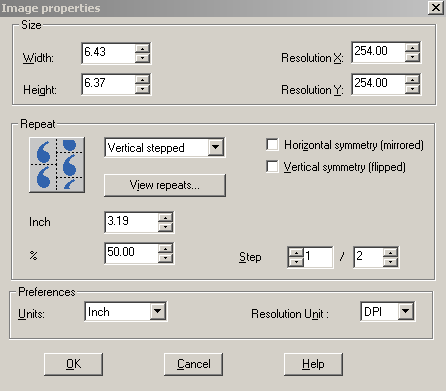 Image properties
Size
Width: 6.43 Resolution X: 254.00
Height: 6.37 Resolution Y: 254.00
Repeat
Vertical stepped
Horizontal symmetry (mirrored)
Vertical symmetry (flipped)
View repeats...
Inch 3.19
% 50.00 Step 1 / 2
Preferences
Units: Inch Resolution Unit: DPI
OK Cancel Help